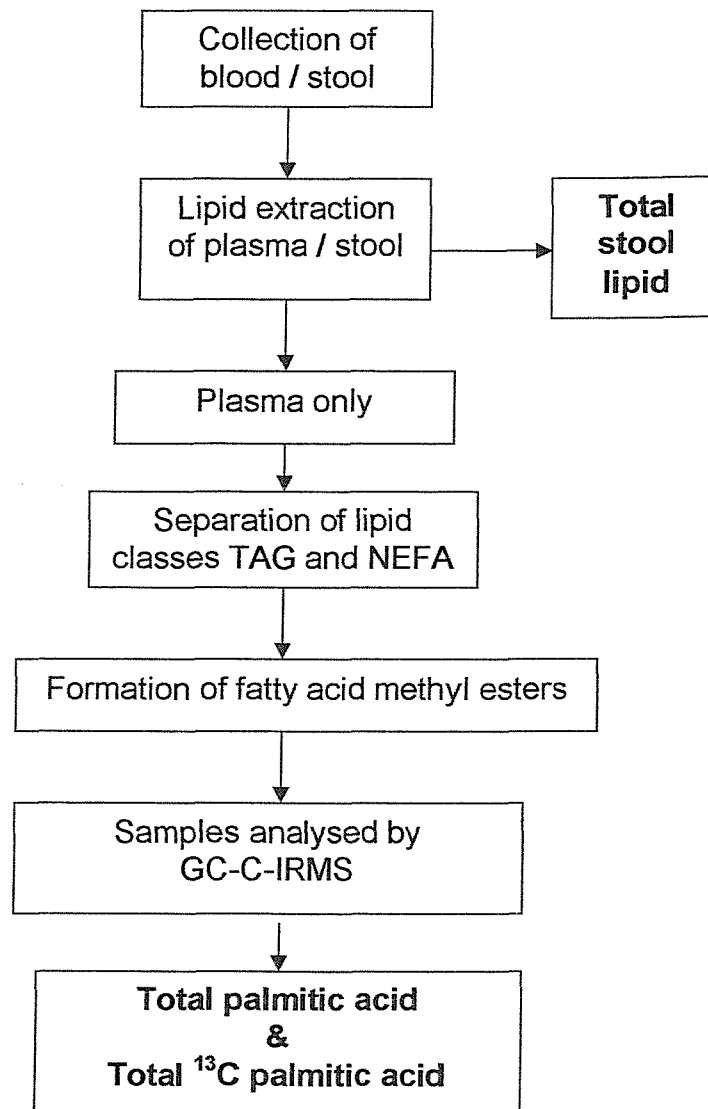 Collection of
blood / stool
Lipid extraction
of plasma / stool
Total
stool
lipid
Plasma only
Separation of lipid
classes TAG and NEFA
Formation of fatty acid methyl esters
Samples analysed by
GC-C-IRMS
Total palmitic acid
&
Total ¹³C palmitic acid